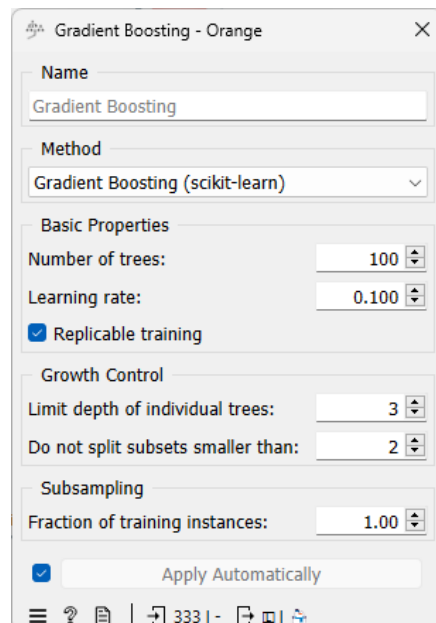 Gradient Boosting - Orange
Name
Gradient Boosting
Method
Gradient Boosting (scikit-learn)
Basic Properties
Number of trees: 100
Learning rate: 0.100
Replicable training
Growth Control
Limit depth of individual trees: 3
Do not split subsets smaller than: 2
Subsampling
Fraction of training instances: 1.00
Apply Automatically
? 333 | - |